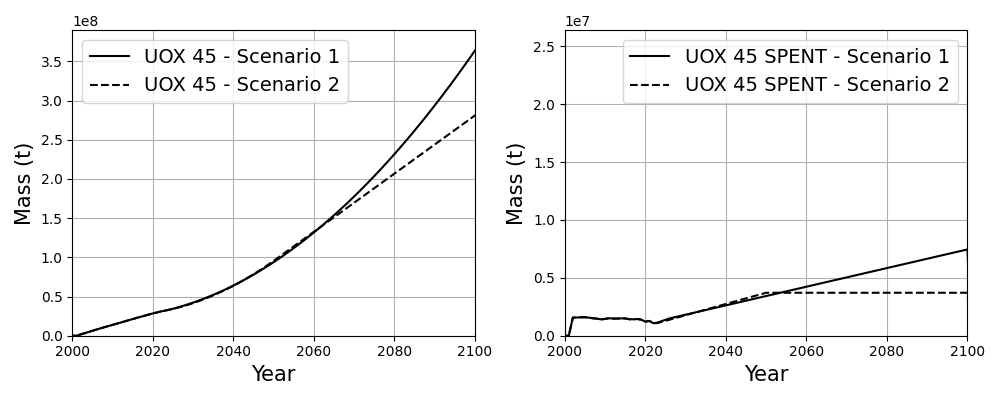 1e8
UOX 45 - Scenario 1
UOX 45 - Scenario 2
3.5
3.0
2.5
2.0
1.5
1.0
0.5
0.0
Mass (t)
2000 2020 2040 2060 2080 2100
Year
1e7
UOX 45 SPENT - Scenario 1
UOX 45 SPENT - Scenario 2
2.5
2.0
1.5
1.0
0.5
0.0
Mass (t)
2000 2020 2040 2060 2080 2100
Year